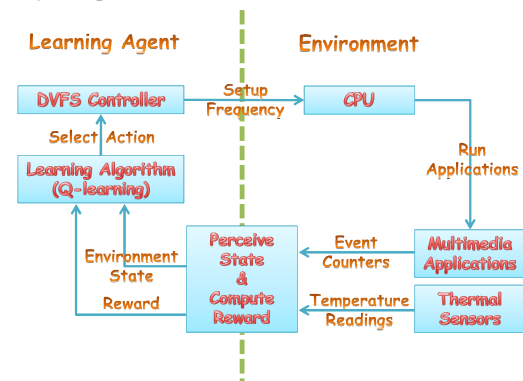 Learning Agent
Environment
DVFS Controller
Setup
Frequency
CPU
Select Action
Run
Applications
Learning Algorithm
(Q-learning)
Perceive
State
&
Compute
Reward
Event
Counters
Multimedia
Applications
Environment
State
Reward
Temperature
Readings
Thermal
Sensors